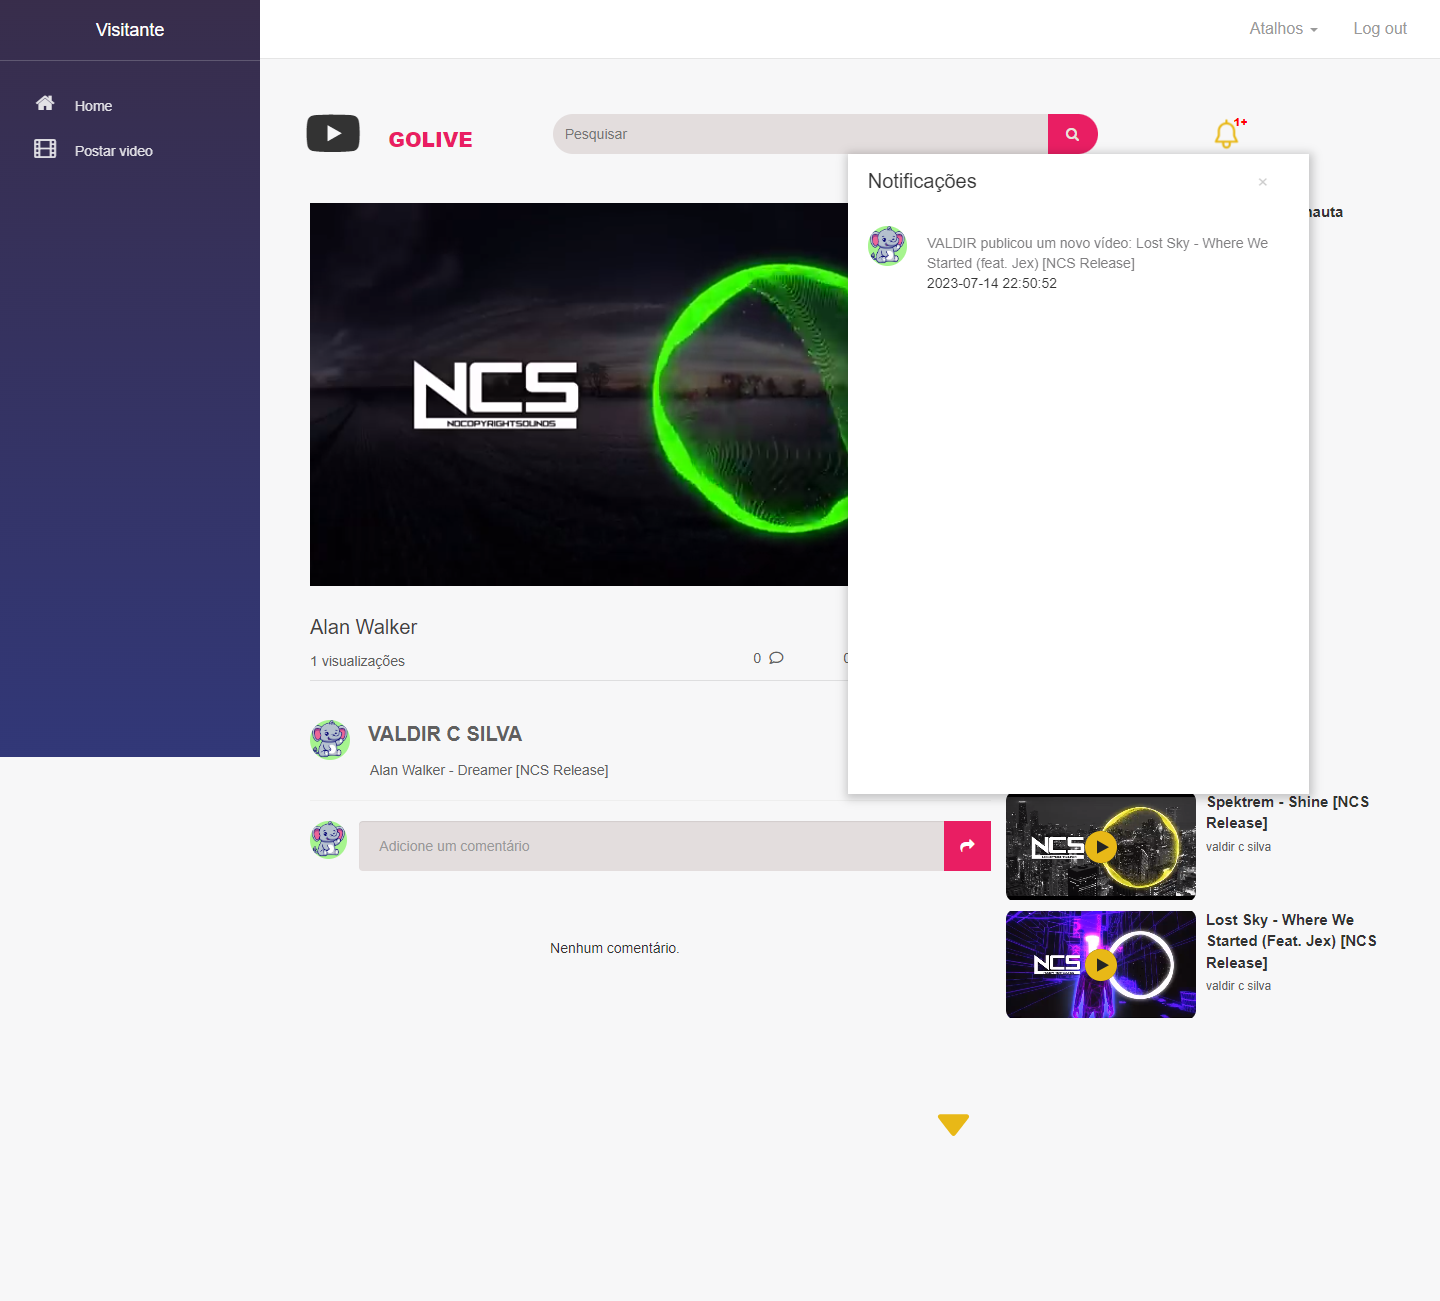 Visitante
Atalhos
Log out
Home
Postar video
GOLIVE
Pesquisar
1+
Notificações
×
VALDIR publicou um novo vídeo: Lost Sky - Where We
Started (feat. Jex) [NCS Release]
2023-07-14 22:50:52
NCS
NOCOPYRIGHTSOUNDS
Alan Walker
1 visualizações
0
VALDIR C SILVA
Alan Walker - Dreamer [NCS Release]
Adicione um comentário
Nenhum comentário.
NCS
Spektrem - Shine [NCS
Release]
valdir c silva
NCS
Lost Sky - Where We
Started (Feat. Jex) [NCS
Release]
valdir c silva